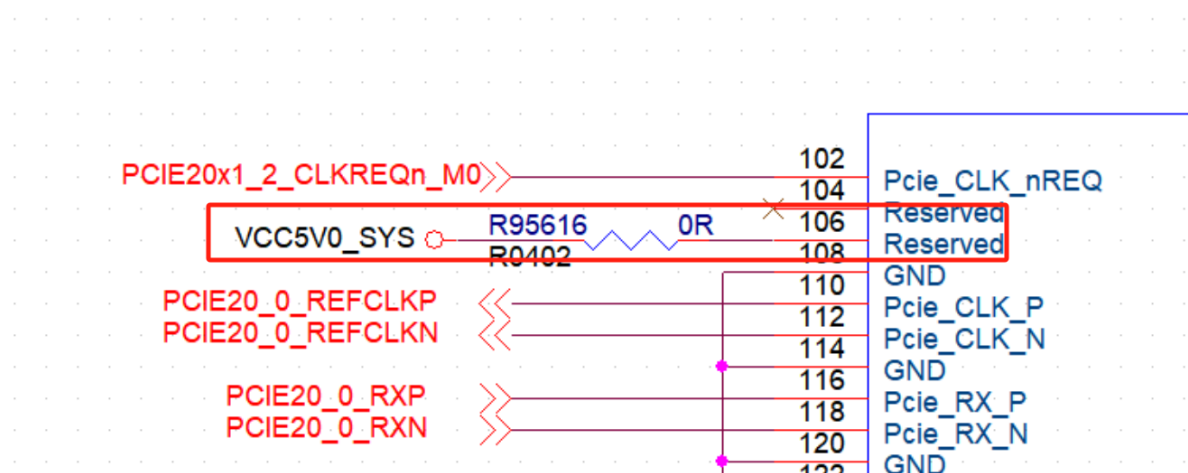 102
PCIE20x1_2_CLKREQn_M0 Pcie_CLK_nREQ
104
Reserved
R95616 0R 106
VCC5V0_SYS Reserved
R0402 108
GND
110
PCIE20_0_REFCLKP Pcie_CLK_P
112
PCIE20_0_REFCLKN Pcie_CLK_N
114
GND
116
PCIE20_0_RXP Pcie_RX_P
118
PCIE20_0_RXN Pcie_RX_N
120
GND